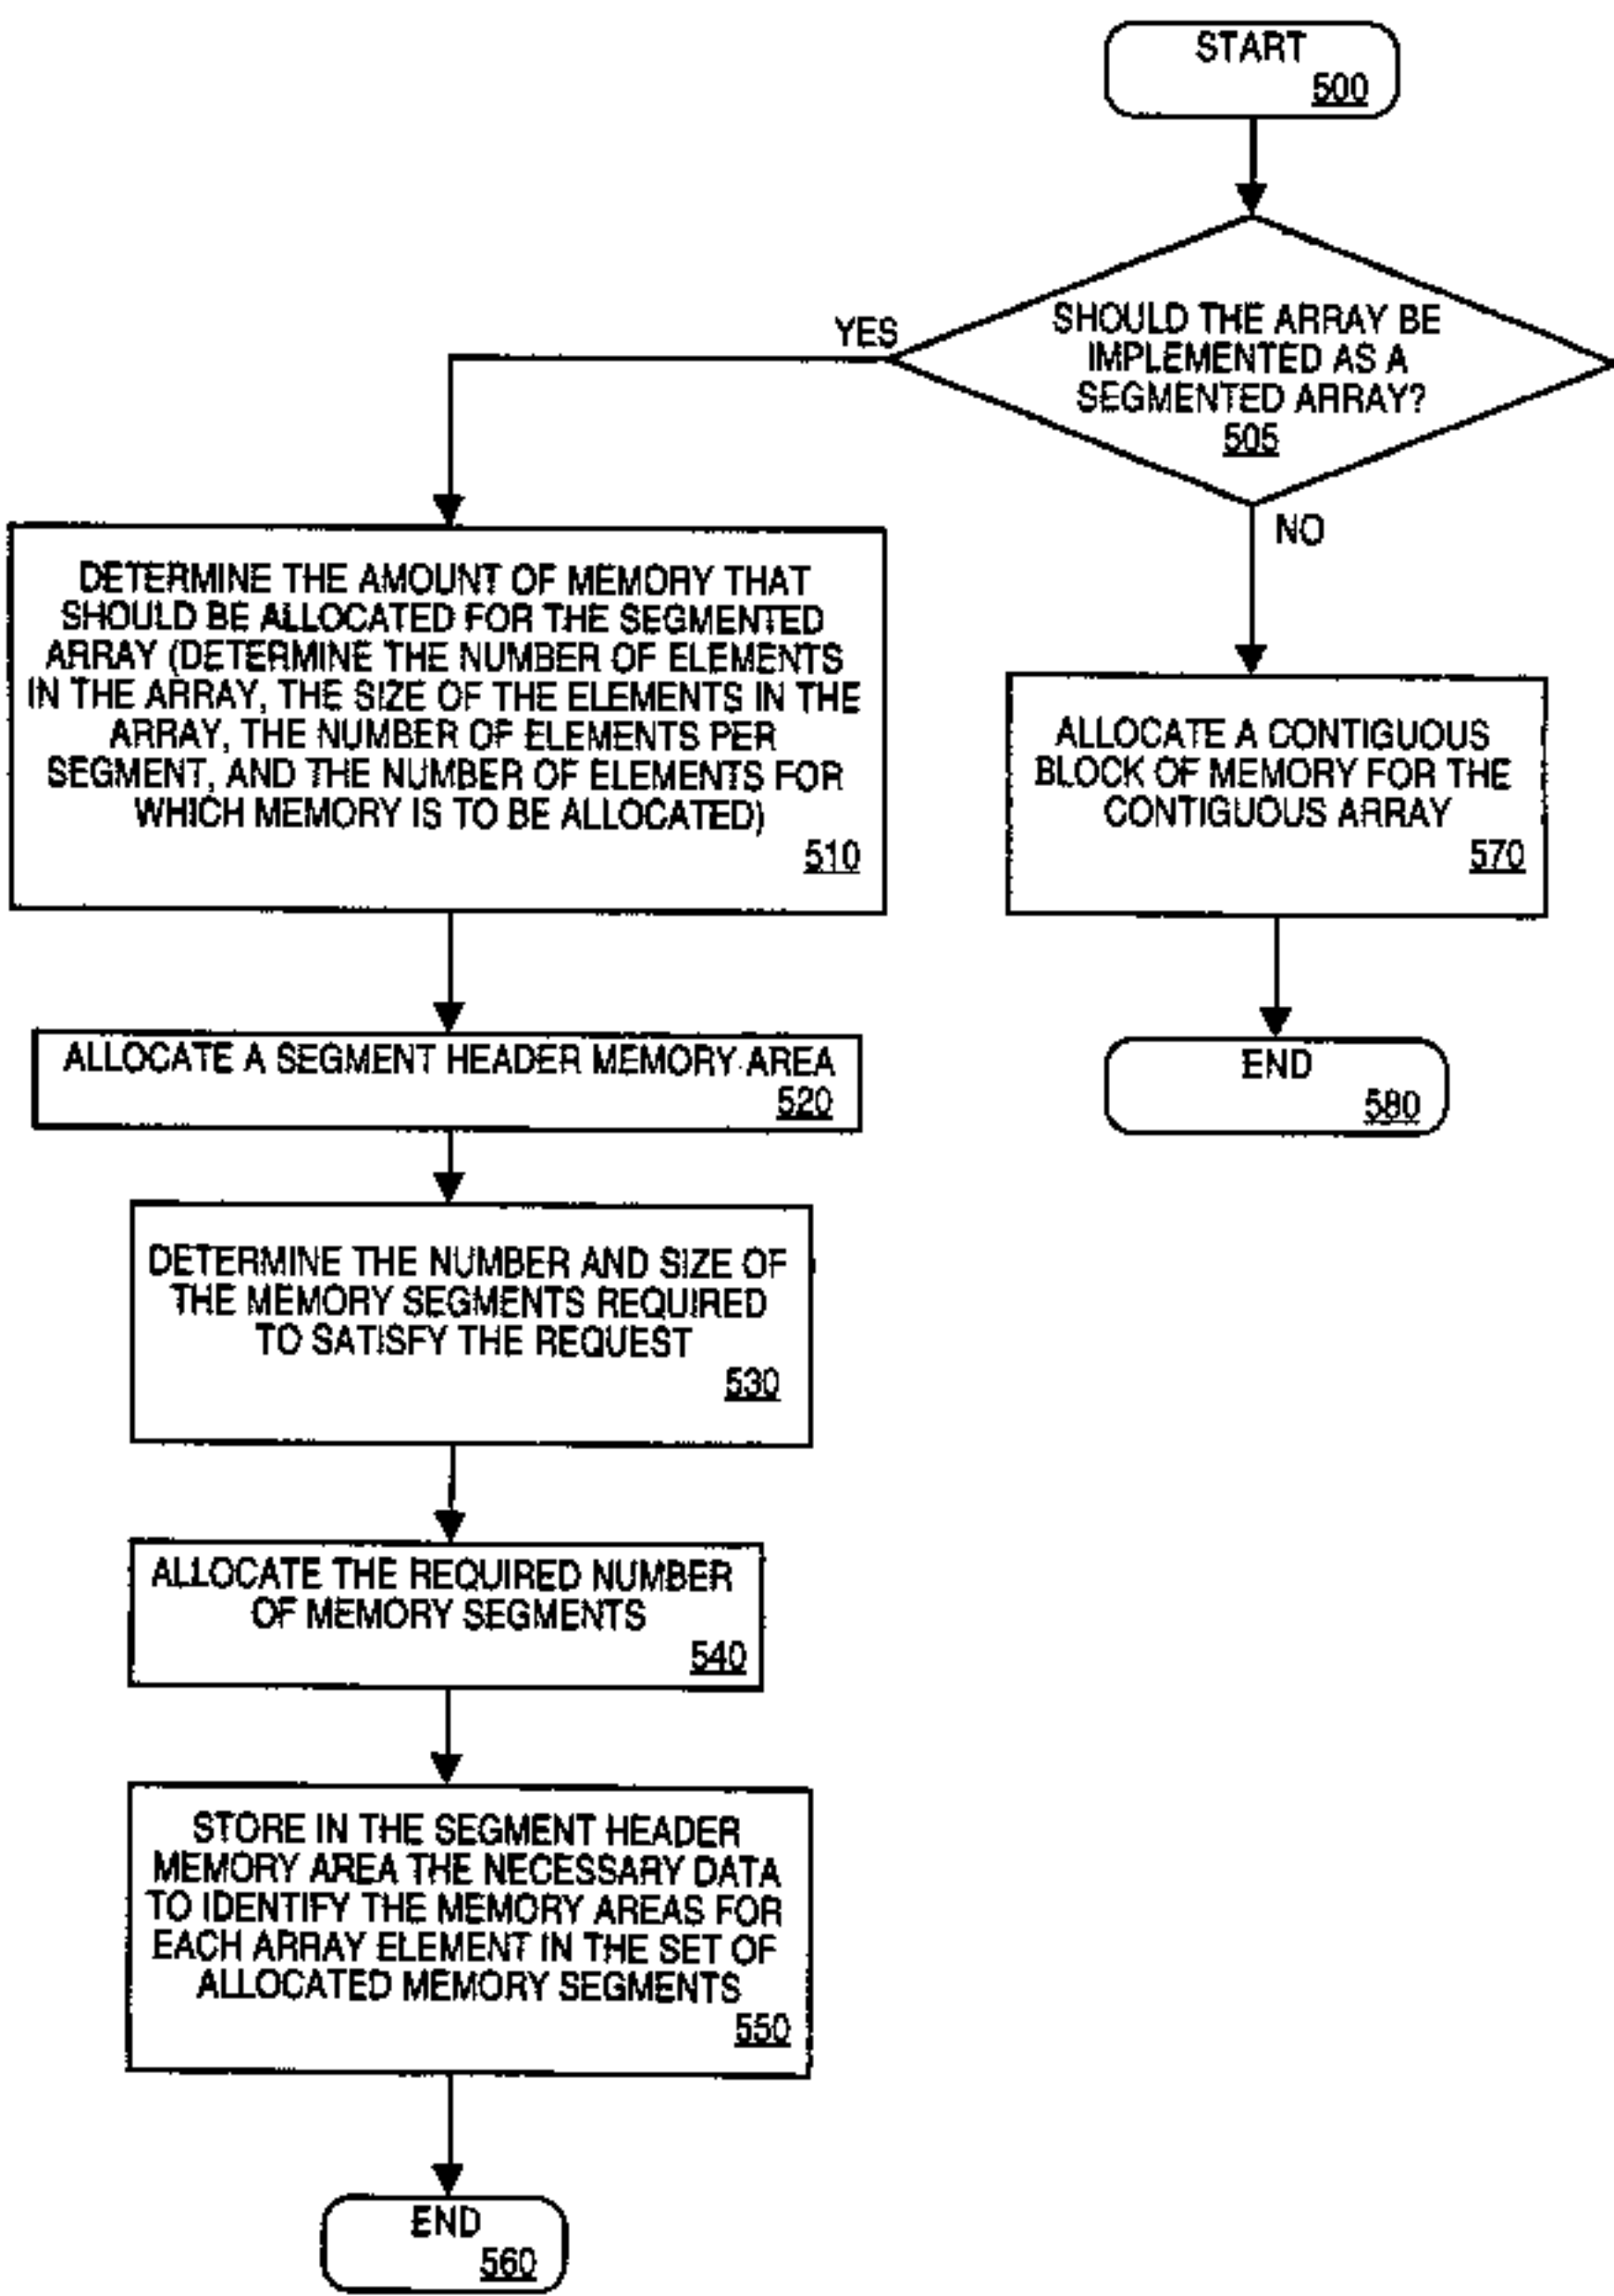 START
500
SHOULD THE ARRAY BE
IMPLEMENTED AS A
SEGMENTED ARRAY?
505
YES
NO
DETERMINE THE AMOUNT OF MEMORY THAT
SHOULD BE ALLOCATED FOR THE SEGMENTED
ARRAY (DETERMINE THE NUMBER OF ELEMENTS
IN THE ARRAY, THE SIZE OF THE ELEMENTS IN THE
ARRAY, THE NUMBER OF ELEMENTS PER
SEGMENT, AND THE NUMBER OF ELEMENTS FOR
WHICH MEMORY IS TO BE ALLOCATED)
510
ALLOCATE A CONTIGUOUS
BLOCK OF MEMORY FOR THE
CONTIGUOUS ARRAY
570
ALLOCATE A SEGMENT HEADER MEMORY AREA
520
END
580
DETERMINE THE NUMBER AND SIZE OF
THE MEMORY SEGMENTS REQUIRED
TO SATISFY THE REQUEST
530
ALLOCATE THE REQUIRED NUMBER
OF MEMORY SEGMENTS
540
STORE IN THE SEGMENT HEADER
MEMORY AREA THE NECESSARY DATA
TO IDENTIFY THE MEMORY AREAS FOR
EACH ARRAY ELEMENT IN THE SET OF
ALLOCATED MEMORY SEGMENTS
550
END
560